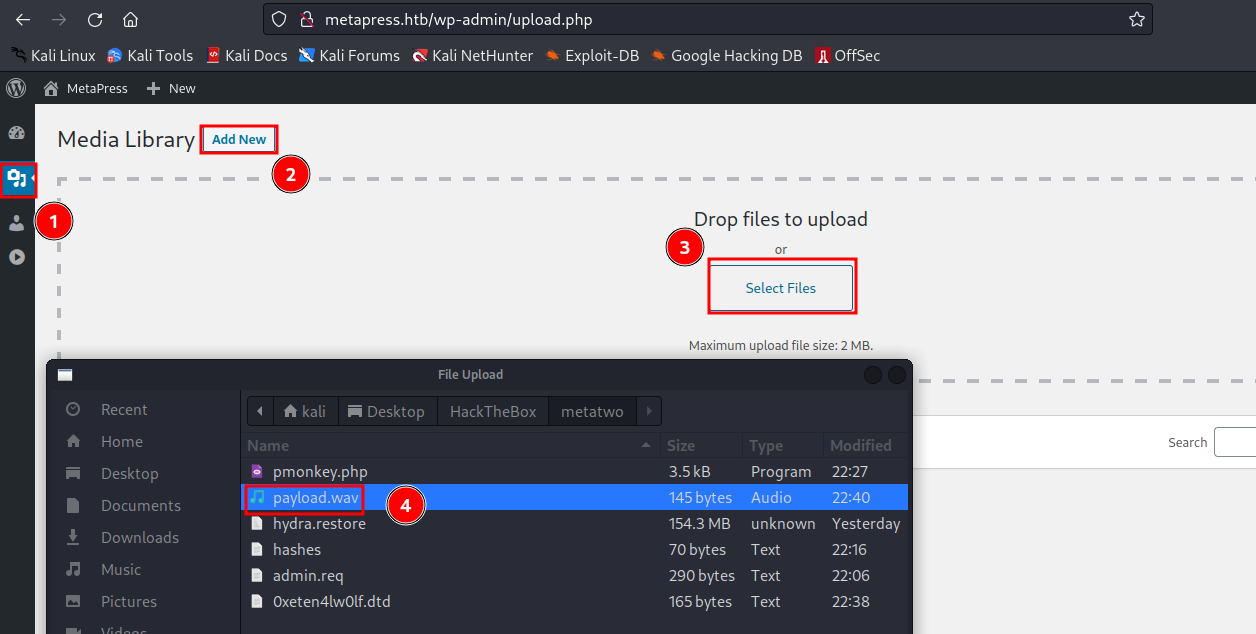 metapress.htb/wp-admin/upload.php
Kali Linux Kali Tools Kali Docs Kali Forums Kali NetHunter Exploit-DB Google Hacking DB OffSec
MetaPress New
Media Library Add New
2
1
Drop files to upload
3
or
Select Files
Maximum upload file size: 2 MB.
File Upload
Search
Recent
Home
Desktop
Documents
Downloads
Music
Pictures
Videos
kali Desktop HackTheBox metatwo
Name Size Type Modified
pmonkey.php 3.5 kB Program 22:27
payload.wav 145 bytes Audio 22:40
4
hydra.restore 154.3 MB unknown Yesterday
hashes 70 bytes Text 22:16
admin.req 290 bytes Text 22:06
0xeten4lw0lf.dtd 165 bytes Text 22:38